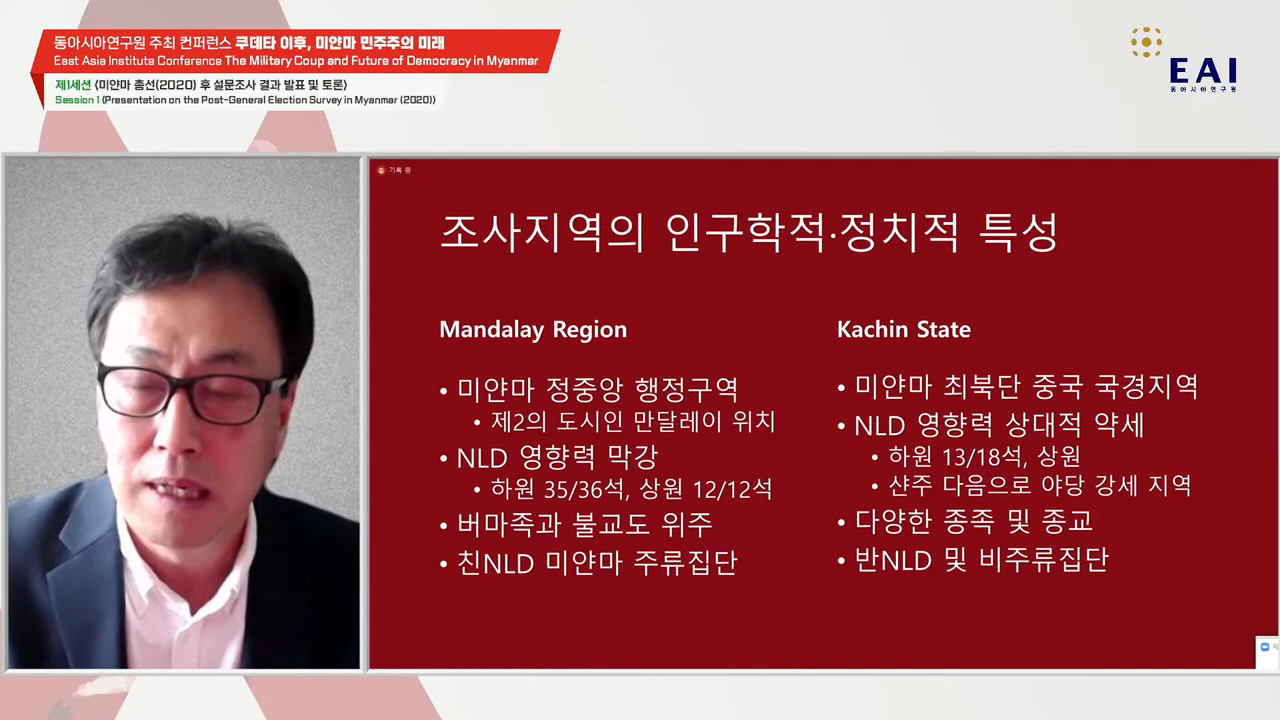 동아시아연구원 주최 컨퍼런스 쿠데타 이후, 미얀마 민주주의 미래
East Asia Institute Conference The Military Coup and Future of Democracy in Myanmar
제1세션 (미얀마 총선(2020) 후 설문조사 결과 발표 및 토론)
Session 1 (Presentation on the Post-General Election Survey in Myanmar (2020))
EAI
동아시아연구원
기록 중
조사지역의 인구학적·정치적 특성
Mandalay Region
• 미얀마 정중앙 행정구역
• 제2의 도시인 만달레이 위치
• NLD 영향력 막강
• 하원 35/36석, 상원 12/12석
• 버마족과 불교도 위주
• 친NLD 미얀마 주류집단
Kachin State
• 미얀마 최북단 중국 국경지역
• NLD 영향력 상대적 약세
• 하원 13/18석, 상원
• 샨주 다음으로 야당 강세 지역
• 다양한 종족 및 종교
• 반NLD 및 비주류집단